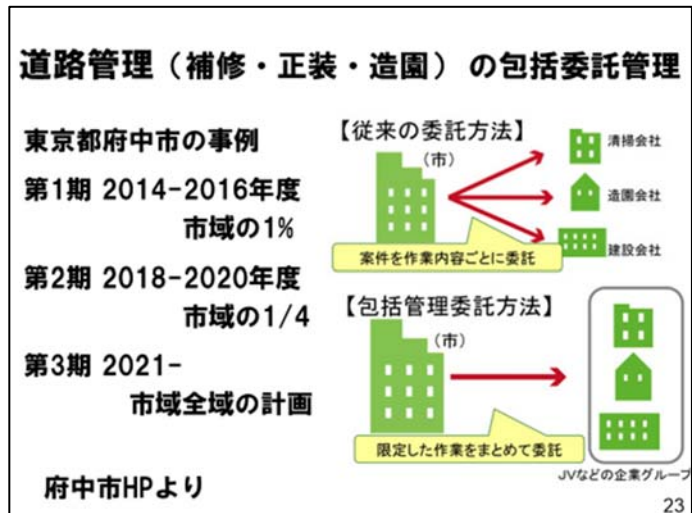 道路管理（補修・正装・造園）の包括委託管理
東京都府中市の事例
第1期 2014-2016年度
市域の1%
第2期 2018-2020年度
市域の1/4
第3期 2021-
市域全域の計画
府中市HPより
【従来の委託方法】
(市)
清掃会社
造園会社
建設会社
案件を作業内容ごとに委託
【包括管理委託方法】
(市)
限定した作業をまとめて委託
JVなどの企業グループ
23